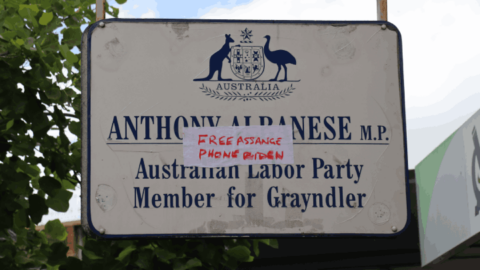 AUSTRALIA
ANTHONY ALBANESE M.P.
FREE ASSANGE
PHONE BIDEN
Australian Labor Party
Member for Grayndler